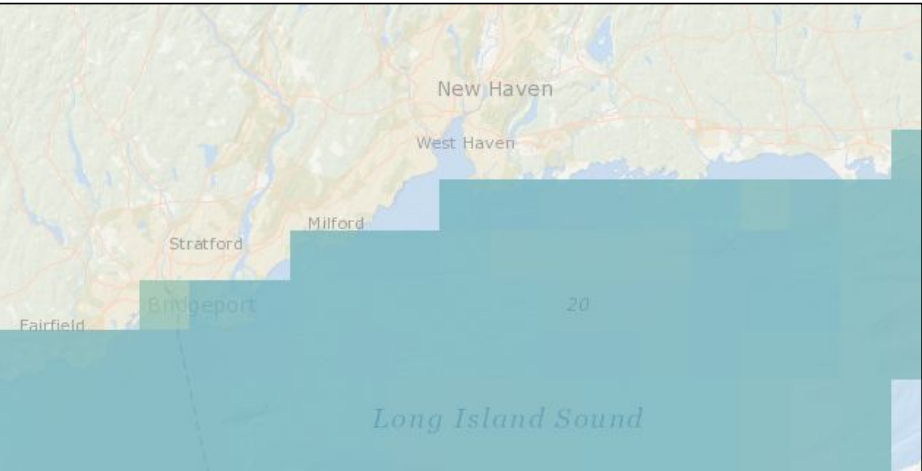 New Haven
West Haven
Milford
Stratford
Bridgeport
20
Fairfield
Long Island Sound